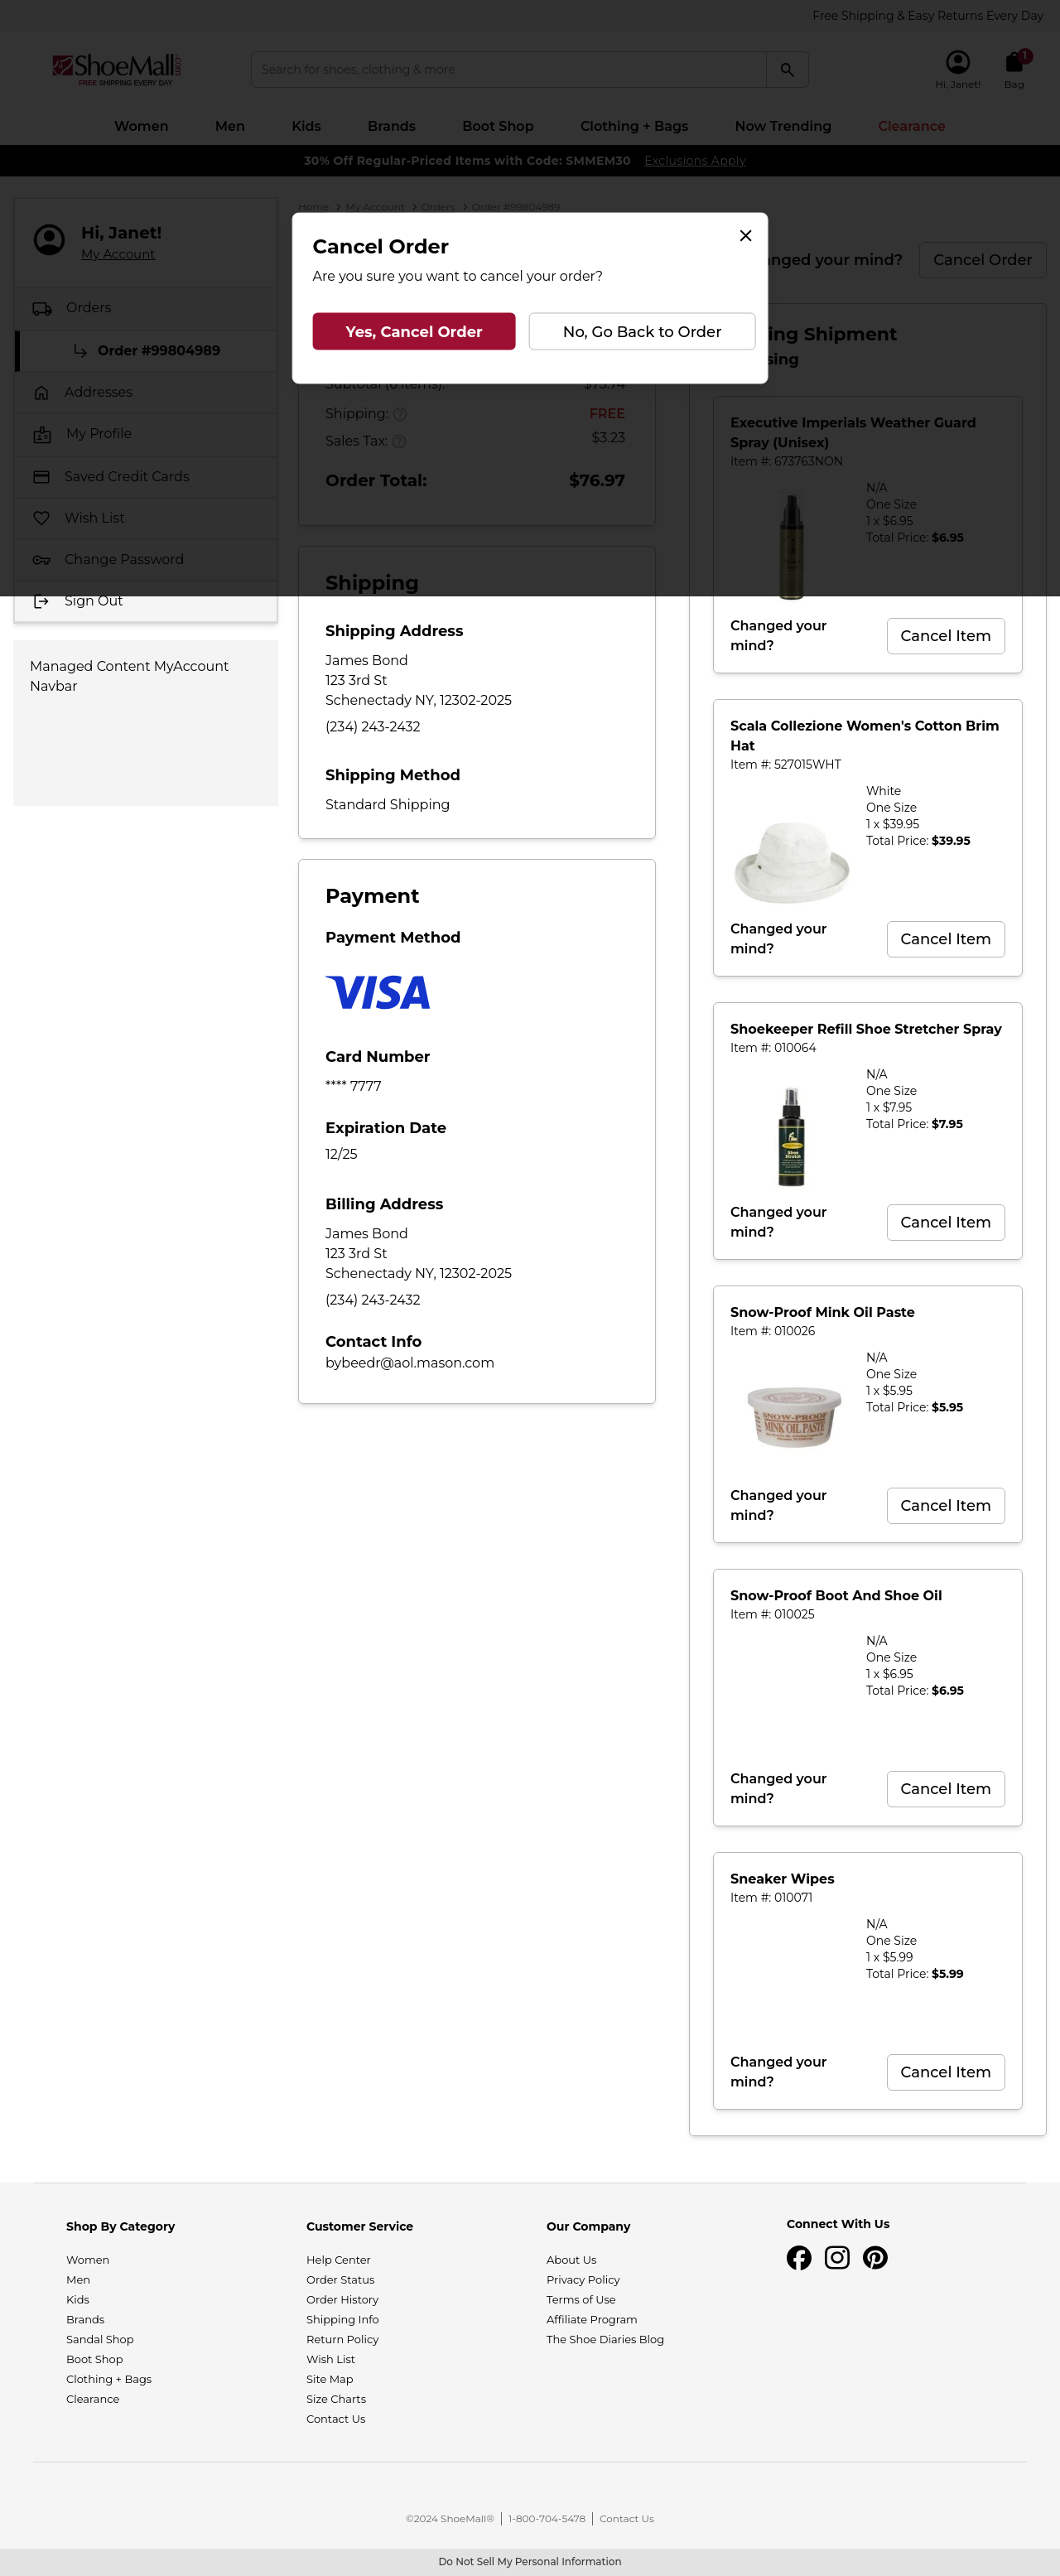 Free Shipping & Easy Returns Every Day
ShoeMall.com
FREE SHIPPING EVERY DAY
Search for shoes, clothing & more
1
Hi, Janet!
Bag
Women Men Kids Brands Boot Shop Clothing + Bags Now Trending Clearance
30% Off Regular-Priced Items with Code: SMMEM30 Exclusions Apply
Hi, Janet!
My Account
Orders
Order #99804989
Addresses
My Profile
Saved Credit Cards
Wish List
Change Password
Sign Out
Managed Content MyAccount
Navbar
Home > My Account > Orders > Order #99804989
Cancel Order
Are you sure you want to cancel your order?
Yes, Cancel Order
No, Go Back to Order
mind?
Cancel Order
Subtotal (6 items):
$73.74
Shipping:
FREE
Sales Tax:
$3.23
Order Total:
$76.97
Shipping
Shipping Address
James Bond
123 3rd St
Schenectady NY, 12302-2025
(234) 243-2432
Shipping Method
Standard Shipping
Payment
Payment Method
VISA
Card Number
**** 7777
Expiration Date
12/25
Billing Address
James Bond
123 3rd St
Schenectady NY, 12302-2025
(234) 243-2432
Contact Info
bybeedr@aol.mason.com
Shipment
Executive Imperials Weather Guard
Spray (Unisex)
Item #: 673763NON
N/A
One Size
1 x $6.95
Total Price: $6.95
Changed your
mind?
Cancel Item
Scala Collezione Women's Cotton Brim
Hat
Item #: 527015WHT
White
One Size
1 x $39.95
Total Price: $39.95
Changed your
mind?
Cancel Item
Shoekeeper Refill Shoe Stretcher Spray
Item #: 010064
N/A
One Size
1 x $7.95
Total Price: $7.95
Shoe
Stretch
Changed your
mind?
Cancel Item
Snow-Proof Mink Oil Paste
Item #: 010026
N/A
One Size
1 x $5.95
Total Price: $5.95
SNOW-PROOF
MINK OIL PASTE
Changed your
mind?
Cancel Item
Snow-Proof Boot And Shoe Oil
Item #: 010025
N/A
One Size
1 x $6.95
Total Price: $6.95
Changed your
mind?
Cancel Item
Sneaker Wipes
Item #: 010071
N/A
One Size
1 x $5.99
Total Price: $5.99
Changed your
mind?
Cancel Item
Shop By Category
Women
Men
Kids
Brands
Sandal Shop
Boot Shop
Clothing + Bags
Clearance
Customer Service
Help Center
Order Status
Order History
Shipping Info
Return Policy
Wish List
Site Map
Size Charts
Contact Us
Our Company
About Us
Privacy Policy
Terms of Use
Affiliate Program
The Shoe Diaries Blog
Connect With Us
©2024 ShoeMall® | 1-800-704-5478 | Contact Us
Do Not Sell My Personal Information